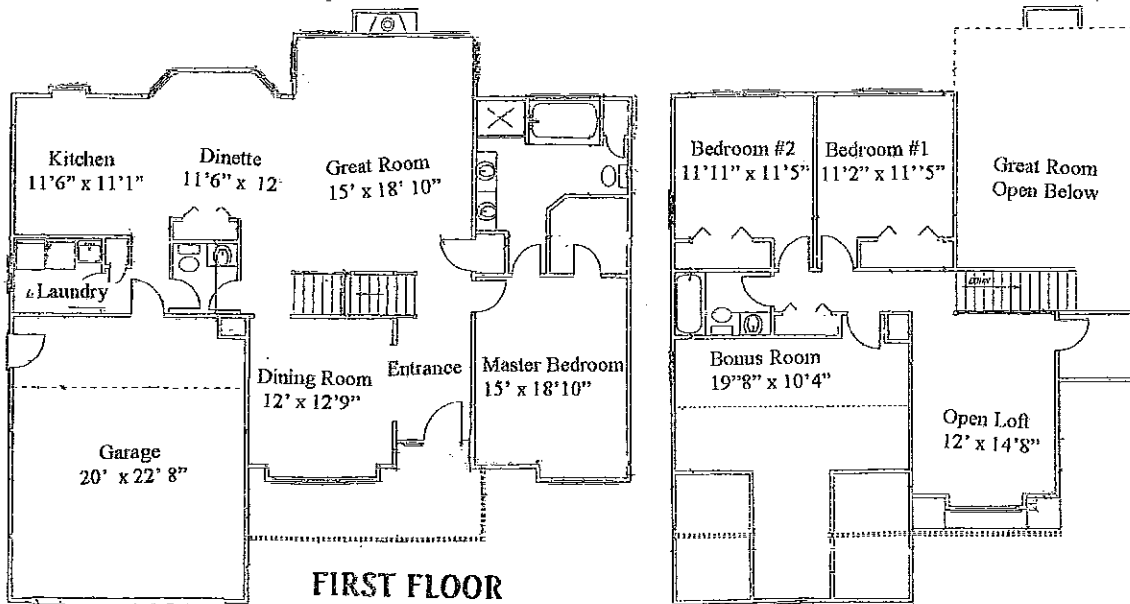 Kitchen
11'6" x 11'1"
Dinette
11'6" x 12
Great Room
15' x 18' 10"
Laundry
Dining Room
12' x 12'9"
Entrance
Master Bedroom
15' x 18'10"
Garage
20' x 22' 8"
FIRST FLOOR
Bedroom #2
11'11" x 11'5"
Bedroom #1
11'2" x 11"5"
Great Room
Open Below
Bonus Room
19"8" x 10'4"
Open Loft
12' x 14'8"